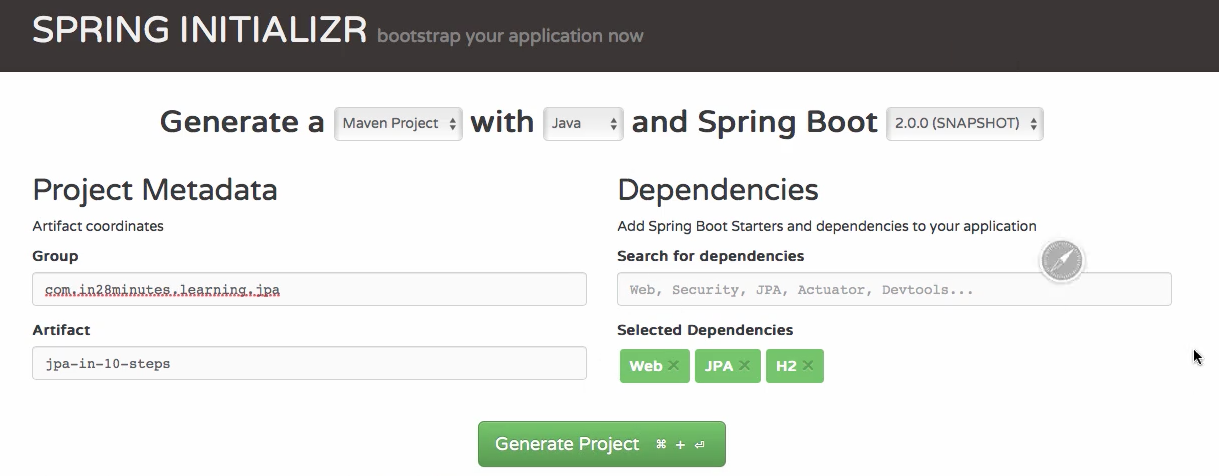 SPRING INITIALIZR bootstrap your application now
Generate a Maven Project with Java and Spring Boot 2.0.0 (SNAPSHOT)
Project Metadata
Artifact coordinates
Group
com.in28minutes.learning.jpa
Artifact
jpa-in-10-steps
Dependencies
Add Spring Boot Starters and dependencies to your application
Search for dependencies
Web, Security, JPA, Actuator, Devtools...
Selected Dependencies
Web × JPA × H2 ×
Generate Project ⌘ + ⏎